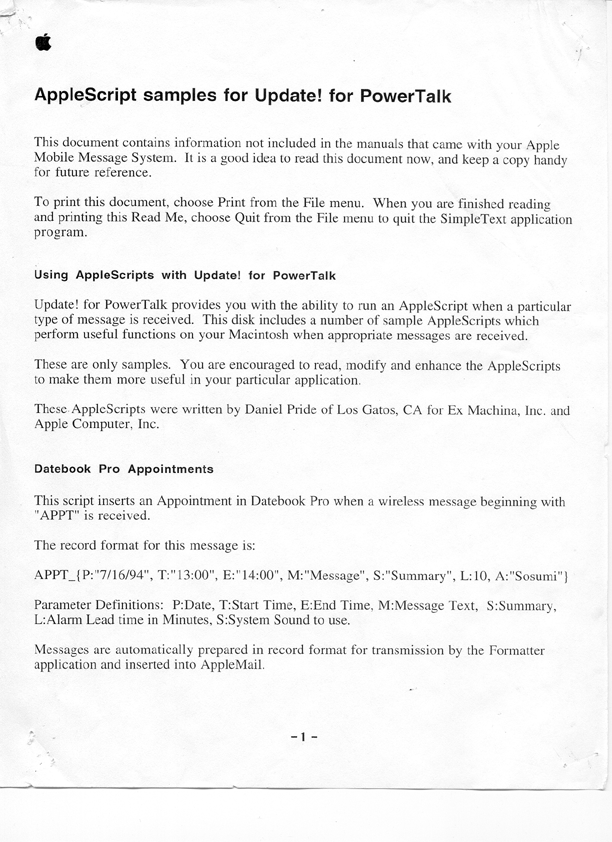 AppleScript samples for Update! for PowerTalk
This document contains information not included in the manuals that came with your Apple
Mobile Message System. It is a good idea to read this document now, and keep a copy handy
for future reference.
To print this document, choose Print from the File menu. When you are finished reading
and printing this Read Me, choose Quit from the File menu to quit the SimpleText application
program.
Using AppleScripts with Update! for PowerTalk
Update! for PowerTalk provides you with the ability to run an AppleScript when a particular
type of message is received. This disk includes a number of sample AppleScripts which
perform useful functions on your Macintosh when appropriate messages are received.
These are only samples. You are encouraged to read, modify and enhance the AppleScripts
to make them more useful in your particular application.
These AppleScripts were written by Daniel Pride of Los Gatos, CA for Ex Machina, Inc. and
Apple Computer, Inc.
Datebook Pro Appointments
This script inserts an Appointment in Datebook Pro when a wireless message beginning with
"APPT" is received.
The record format for this message is:
APPT_{P:"7/16/94", T:"13:00", E:"14:00", M:"Message", S:"Summary", L:10, A:"Sosumi"}
Parameter Definitions: P:Date, T:Start Time, E:End Time, M:Message Text, S:Summary,
L:Alarm Lead time in Minutes, S:System Sound to use.
Messages are automatically prepared in record format for transmission by the Formatter
application and inserted into AppleMail.
- 1 -